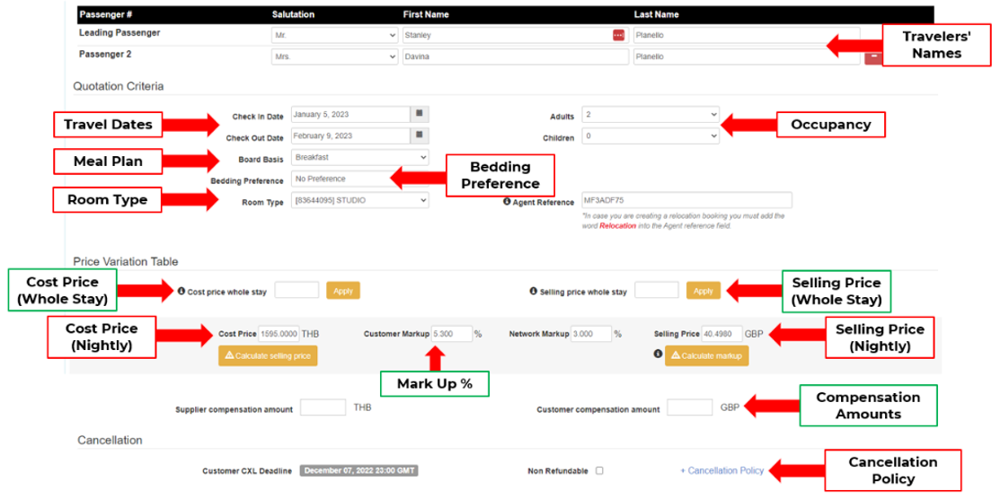 Passenger # Salutation First Name Last Name
Leading Passenger Mr. Stanley Planello
Travelers' Names
Passenger 2 Mrs. Davina Planello
Quotation Criteria
Travel Dates
Check In Date January 5, 2023 Adults 2
Occupancy
Check Out Date February 9, 2023 Children 0
Meal Plan
Board Basis Breakfast
Bedding Preference No Preference
Bedding Preference
Room Type
Room Type [83644095] STUDIO Agent Reference MF3ADF75
*In case you are creating a relocation booking you must add the
word Relocation into the Agent reference field.
Price Variation Table
Cost Price (Whole Stay)
Cost price whole stay Apply Selling price whole stay Apply
Selling Price (Whole Stay)
Cost Price (Nightly)
Cost Price 1595.0000 THB Customer Markup 5.300 % Network Markup 3.000 % Selling Price 40.4980 GBP
Selling Price (Nightly)
Calculate selling price Calculate markup
Mark Up %
Supplier compensation amount THB Customer compensation amount GBP
Compensation Amounts
Cancellation
Customer CXL Deadline December 07, 2022 23:00 GMT Non Refundable + Cancellation Policy
Cancellation Policy